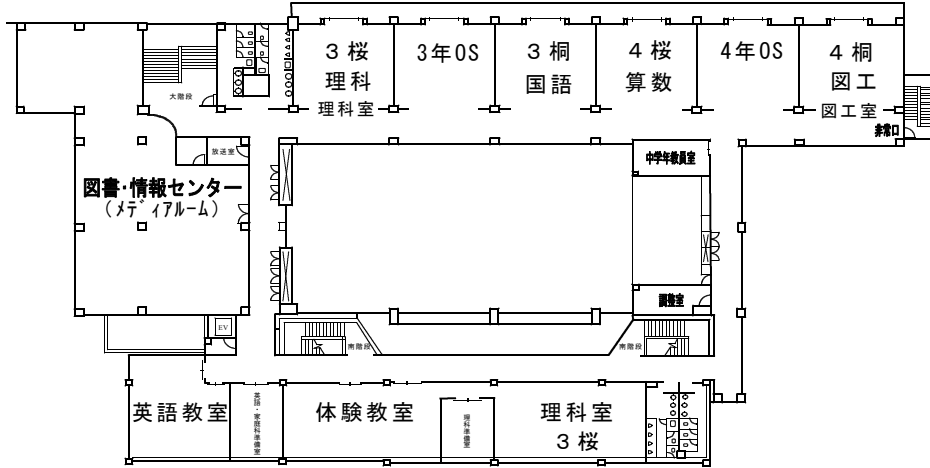 ３桜
理科
理科室
３年OS
３桐
国語
４桜
算数
４年OS
４桐
図工
図工室
非常口
大階段
放送室
中学年教員室
図書・情報センター
（ﾒﾃﾞｨｱﾙｰﾑ）
調整室
EV
南階段
南階段
英語教室
英語・家庭科準備室
体験教室
理科準備室
理科室
３桜